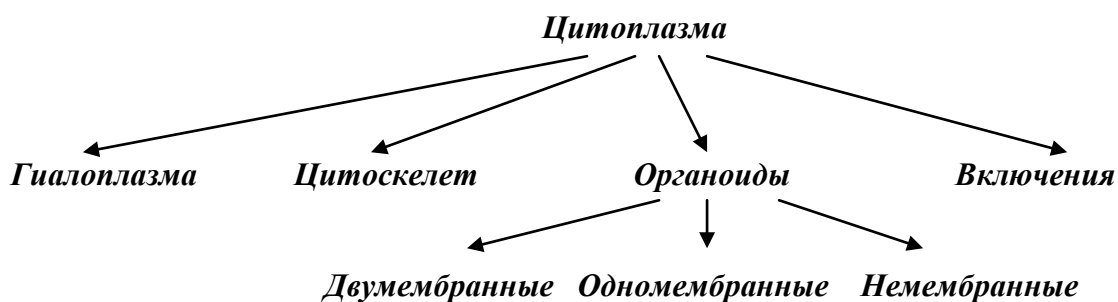 Цитоплазма
Гиалоплазма Цитоскелет Органоиды Включения
Двумембранные Одномембранные Немембранные